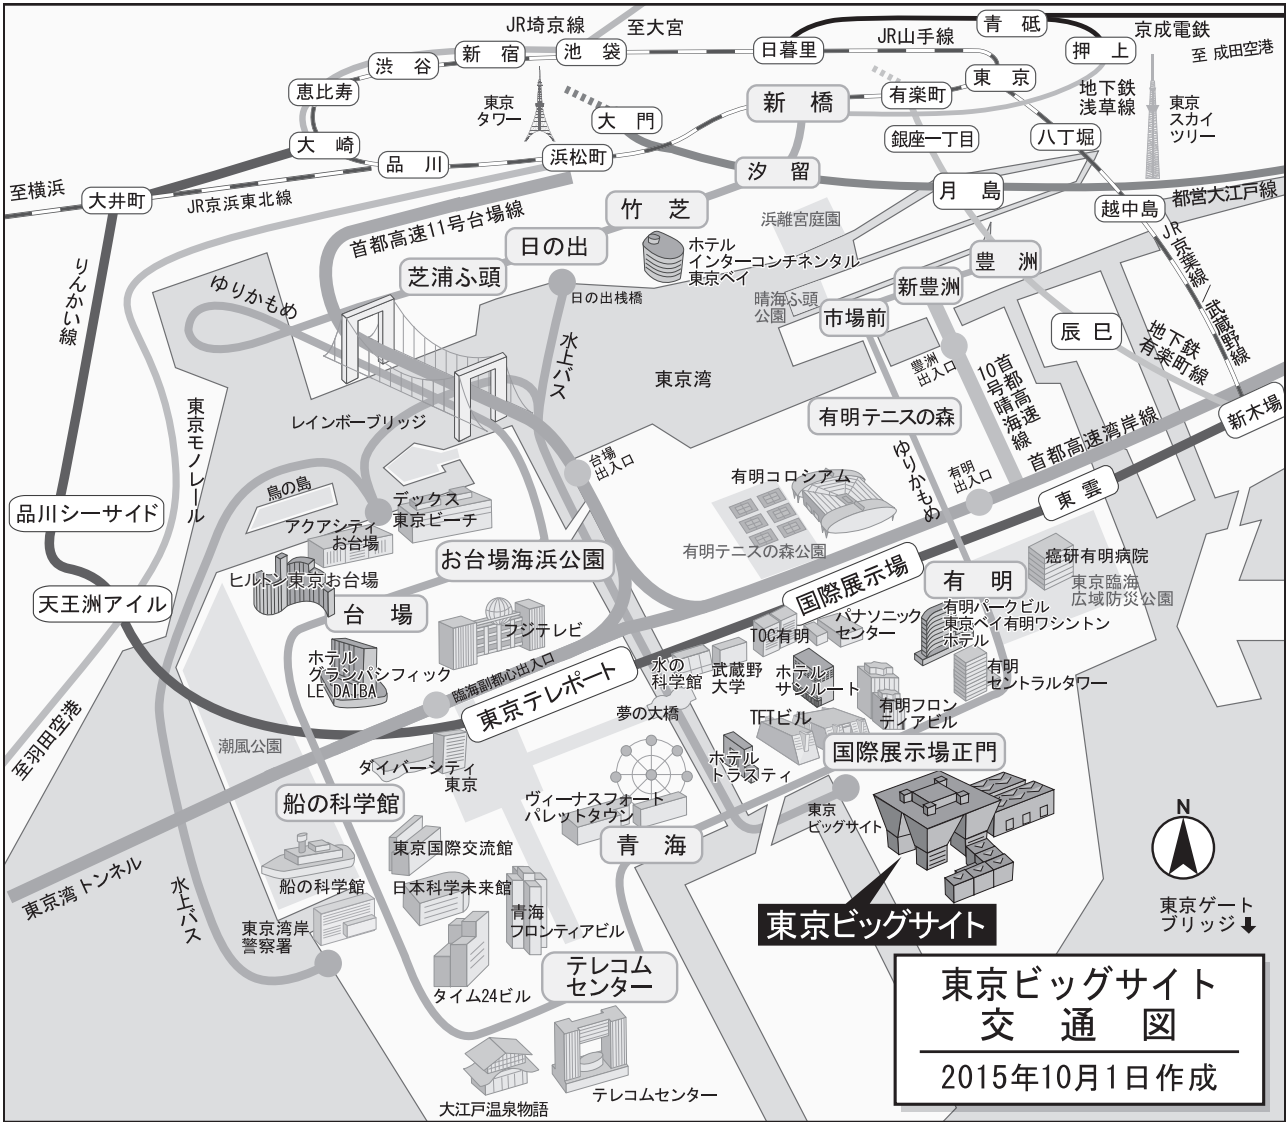 JR埼京線
至大宮
青砥
京成電鉄
新宿
池袋
日暮里
JR山手線
押上
至 成田空港
渋谷
恵比寿
東京
タワー
大門
新橋
有楽町
東京
地下鉄
浅草線
東京
スカイ
ツリー
銀座一丁目
八丁堀
大崎
品川
浜松町
汐留
月島
都営大江戸線
至横浜
大井町
JR京浜東北線
越中島
首都高速11号台場線
竹芝
浜離宮庭園
JR京葉線/武蔵野線
日の出
ホテル
インターコンチネンタル
東京ベイ
豊洲
芝浦ふ頭
新豊洲
りんかい線
ゆりかもめ
日の出桟橋
晴海ふ頭
公園
市場前
辰巳
地下鉄
有楽町線
水上バス
東京湾
豊洲
出入口
首都高速
10号晴海線
東京モノレール
レインボーブリッジ
有明テニスの森
新木場
首都高速湾岸線
台場
出入口
有明コロシアム
ゆりかもめ
有明
出入口
東雲
鳥の島
デックス
東京ビーチ
品川シーサイド
アクアシティ
お台場
有明テニスの森公園
お台場海浜公園
国際展示場
癌研有明病院
ヒルトン東京お台場
有明
東京臨海
広域防災公園
天王洲アイル
台場
フジテレビ
TOC有明
パナソニック
センター
有明パークビル
東京ベイ有明ワシントン
ホテル
ホテル
グランパシフィック
LE DAIBA
臨海副都心出入口
水の
科学館
武蔵野
大学
ホテル
サンルート
有明
セントラルタワー
東京テレポート
夢の大橋
TFTビル
有明フロン
ティアビル
至羽田空港
潮風公園
ダイバーシティ
東京
ホテル
トラスティ
国際展示場正門
船の科学館
ヴィーナスフォート
パレットタウン
東京
ビッグサイト
N
青海
東京国際交流館
東京湾トンネル
水上バス
船の科学館
日本科学未来館
東京ゲート
ブリッジ
東京湾岸
警察署
青海
フロンティアビル
東京ビッグサイト
テレコム
センター
タイム24ビル
東京ビッグサイト
交通図
2015年10月1日作成
大江戸温泉物語
テレコムセンター